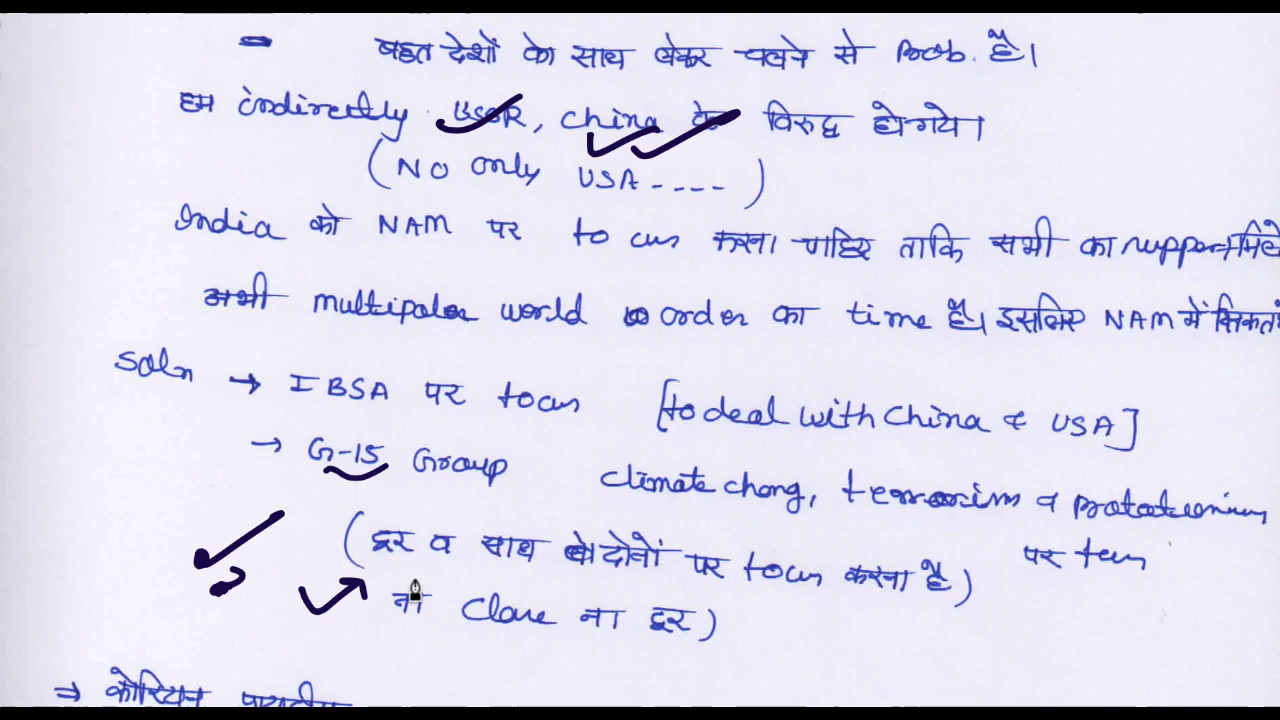 - बहुत देशों को साथ लेकर चलने से Prob. है।
हम indirectly USSR, China के विरुद्ध हो गये।
(No only USA ----)
India को NAM पर focus करना चाहिए ताकि सभी का support मिले
अभी multipolar world order का time है। इसलिए NAM में
Soln → IBSA पर focus [to deal with China & USA]
→ G-15 Group climate chang, terrorism & protectionism
(दूर व साथ दोनों पर focus करना है) पर
ना Close ना दूर)
⇒ कोरियन